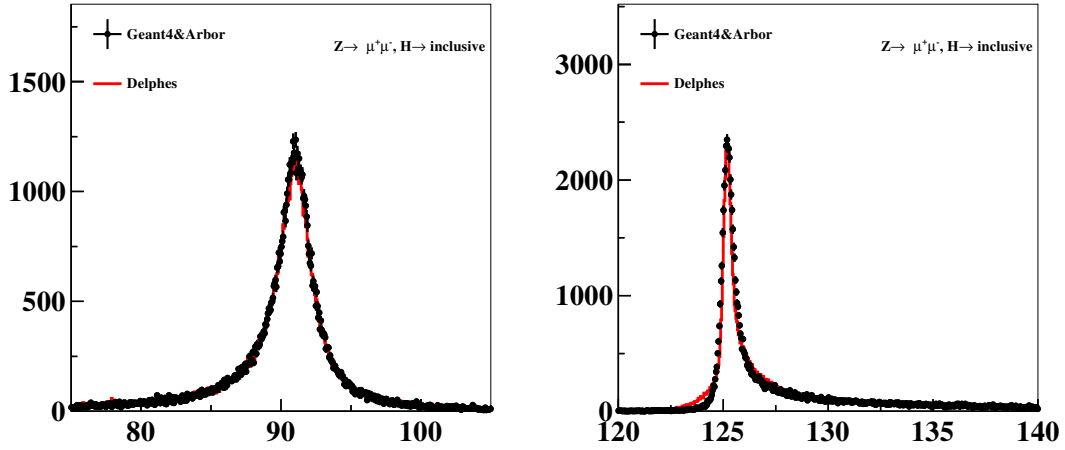 Geant4&Arbor
Z→ μ⁺μ⁻, H→ inclusive
Delphes
1500
1000
500
0
80
90
100
Geant4&Arbor
Z→ μ⁺μ⁻, H→ inclusive
Delphes
3000
2000
1000
0
120
125
130
135
140